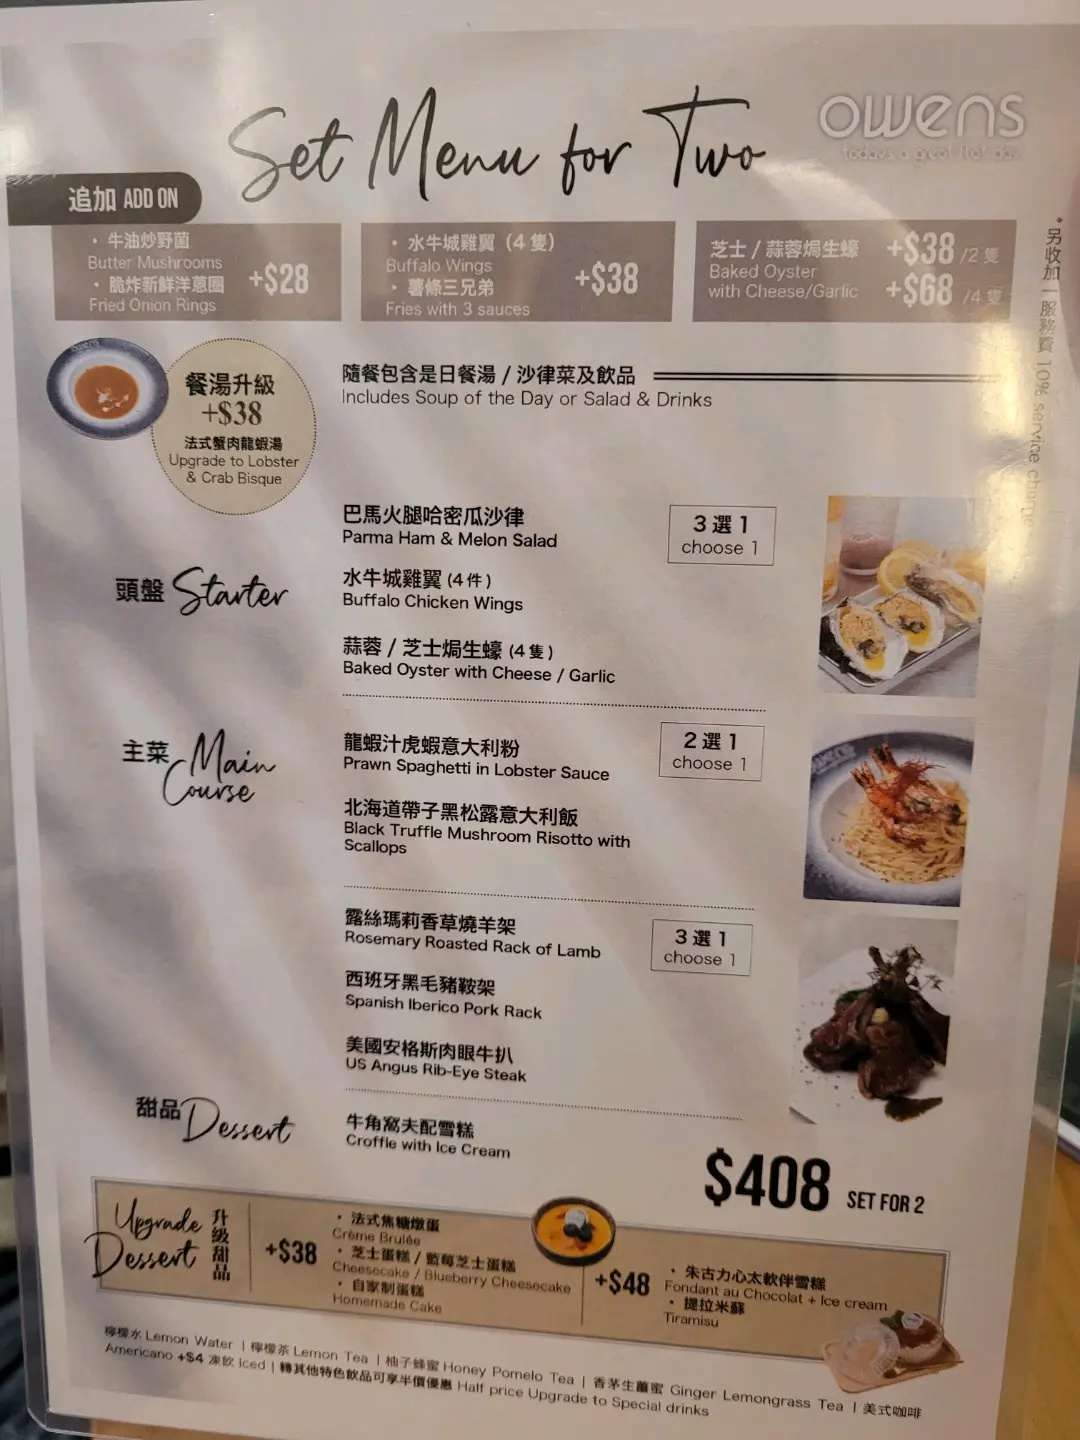 owens
Set Menu for Two
追加 ADD ON
・牛油炒野菌
Butter Mushrooms
・脆炸新鮮洋蔥圈
Fried Onion Rings
+$28
・水牛城雞翼（4 隻）
Buffalo Wings
・薯條三兄弟
Fries with 3 sauces
+$38
芝士 / 蒜蓉焗生蠔
Baked Oyster
with Cheese/Garlic
+$38 /2 隻
+$68 /4 隻
・另收加一服務費 10% service charge
餐湯升級
+$38
法式蟹肉龍蝦湯
Upgrade to Lobster
& Crab Bisque
隨餐包含是日餐湯 / 沙律菜及飲品
Includes Soup of the Day or Salad & Drinks
頭盤 Starter
巴馬火腿哈密瓜沙律
Parma Ham & Melon Salad
3 選 1
choose 1
水牛城雞翼 (4 件)
Buffalo Chicken Wings
蒜蓉 / 芝士焗生蠔 (4 隻)
Baked Oyster with Cheese / Garlic
主菜 Main
Course
龍蝦汁虎蝦意大利粉
Prawn Spaghetti in Lobster Sauce
2 選 1
choose 1
北海道帶子黑松露意大利飯
Black Truffle Mushroom Risotto with
Scallops
露絲瑪莉香草燒羊架
Rosemary Roasted Rack of Lamb
3 選 1
choose 1
西班牙黑毛豬鞍架
Spanish Iberico Pork Rack
美國安格斯肉眼牛扒
US Angus Rib-Eye Steak
甜品 Dessert
牛角窩夫配雪糕
Croffle with Ice Cream
$408 SET FOR 2
Upgrade
Dessert
升級甜品
+$38
・法式焦糖燉蛋
Crème Brulée
・芝士蛋糕 / 藍莓芝士蛋糕
Cheesecake / Blueberry Cheesecake
・自家制蛋糕
Homemade Cake
+$48
・朱古力心太軟伴雪糕
Fondant au Chocolat + Ice cream
・提拉米蘇
Tiramisu
檸檬水 Lemon Water | 檸檬茶 Lemon Tea | 柚子蜂蜜 Honey Pomelo Tea | 香茅生薑蜜 Ginger Lemongrass Tea | 美式咖啡
Americano +$4 凍飲 Iced | 轉其他特色飲品可享半價優惠 Half price Upgrade to Special drinks